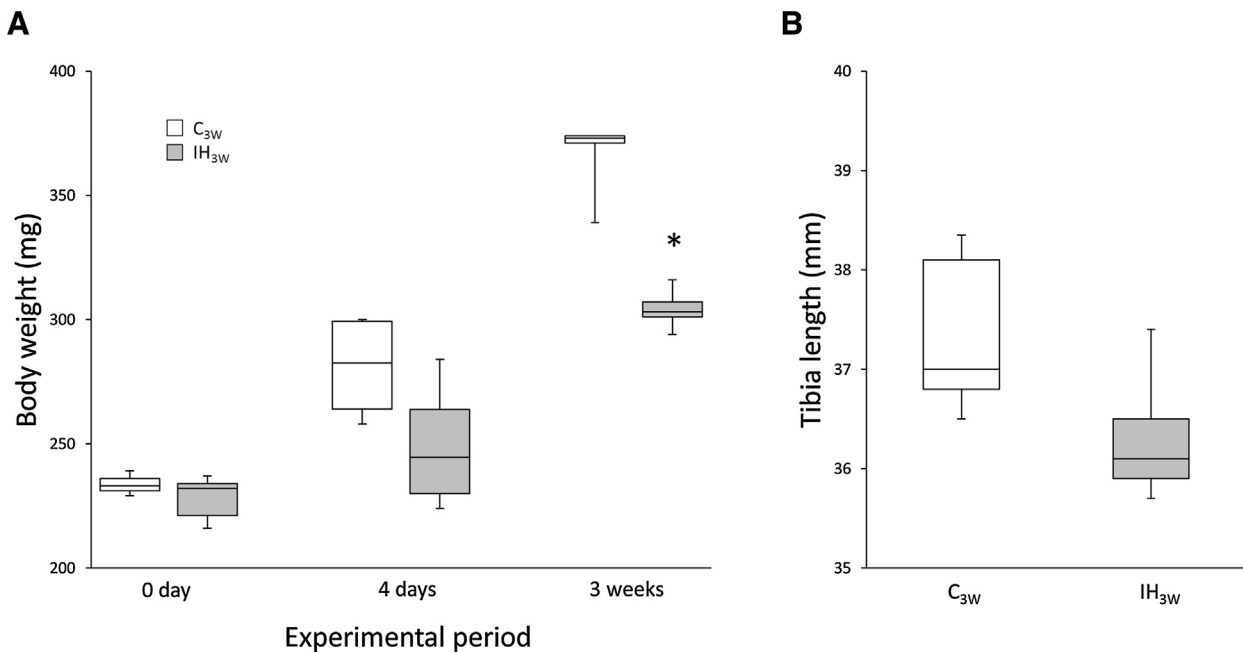 A
Body weight (mg)
400
350
300
250
200
C3W
IH3W
*
0 day
4 days
3 weeks
Experimental period
B
Tibia length (mm)
40
39
38
37
36
35
C3W
IH3W